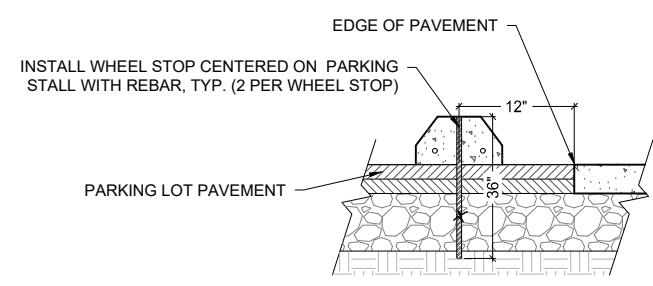 EDGE OF PAVEMENT
INSTALL WHEEL STOP CENTERED ON PARKING
STALL WITH REBAR, TYP. (2 PER WHEEL STOP)
12"
PARKING LOT PAVEMENT
36"